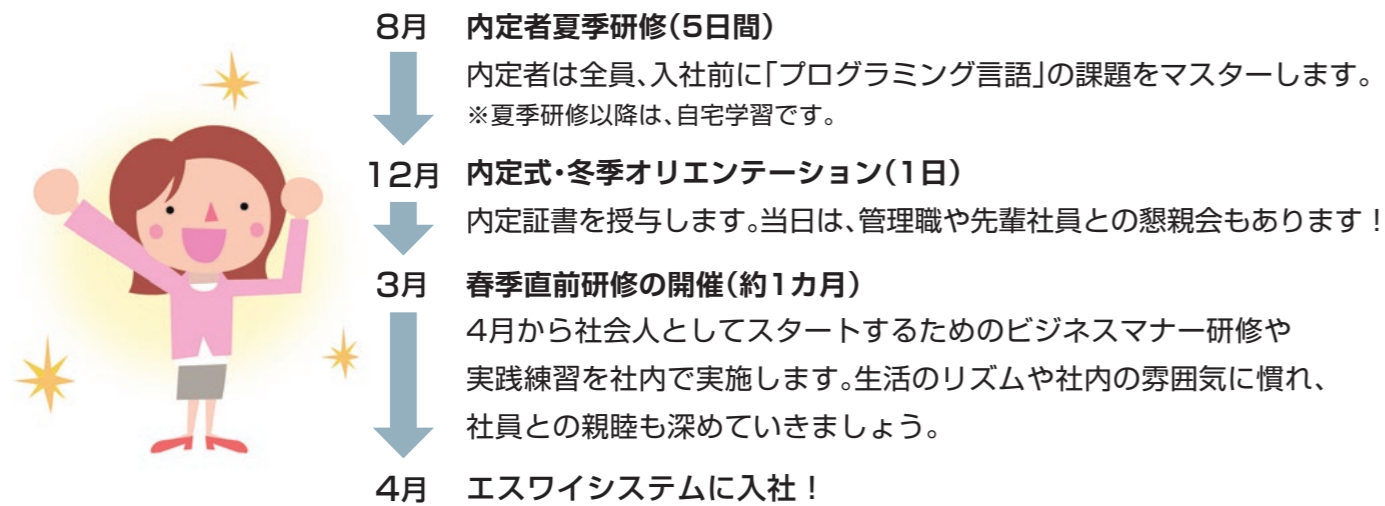 8月 内定者夏季研修(5日間)
内定者は全員、入社前に「プログラミング言語」の課題をマスターします。
※夏季研修以降は、自宅学習です。
12月 内定式・冬季オリエンテーション(1日)
内定証書を授与します。当日は、管理職や先輩社員との懇親会もあります！
3月 春季直前研修の開催(約1カ月)
4月から社会人としてスタートするためのビジネスマナー研修や
実践練習を社内で実施します。生活のリズムや社内の雰囲気に慣れ、
社員との親睦も深めていきましょう。
4月 エスワイシステムに入社！